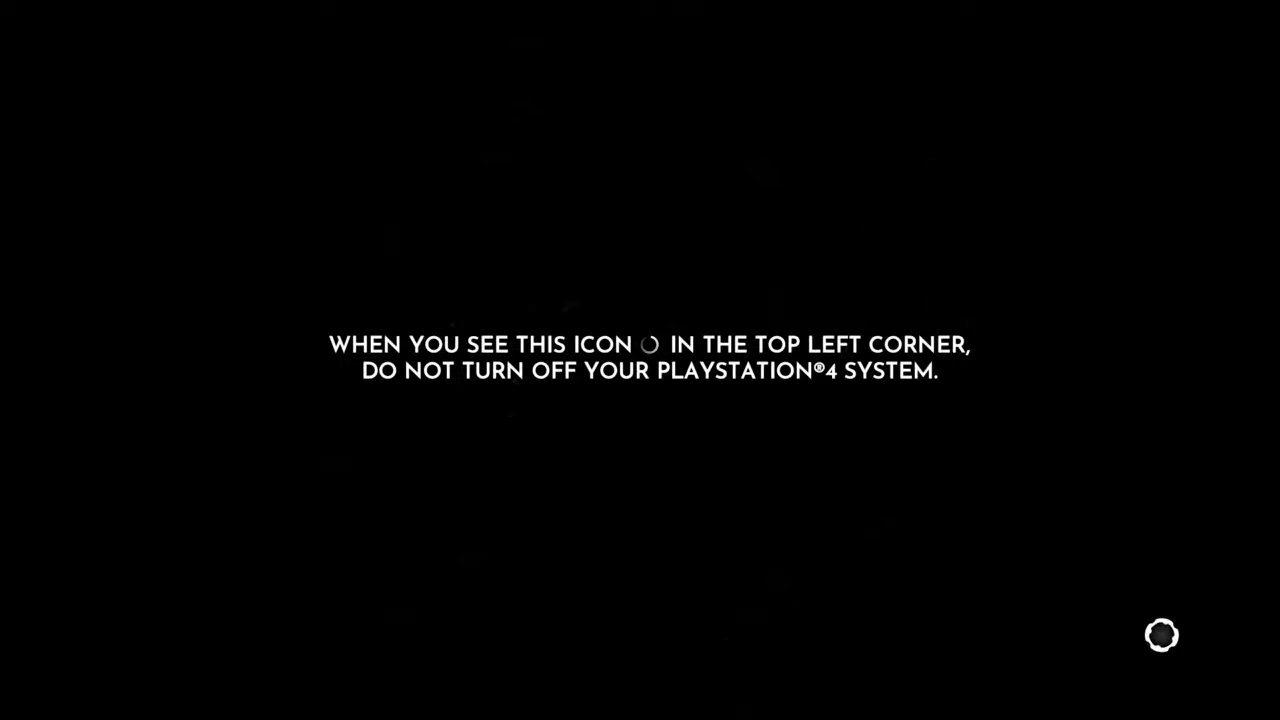 WHEN YOU SEE THIS ICON IN THE TOP LEFT CORNER,
DO NOT TURN OFF YOUR PLAYSTATION®4 SYSTEM.